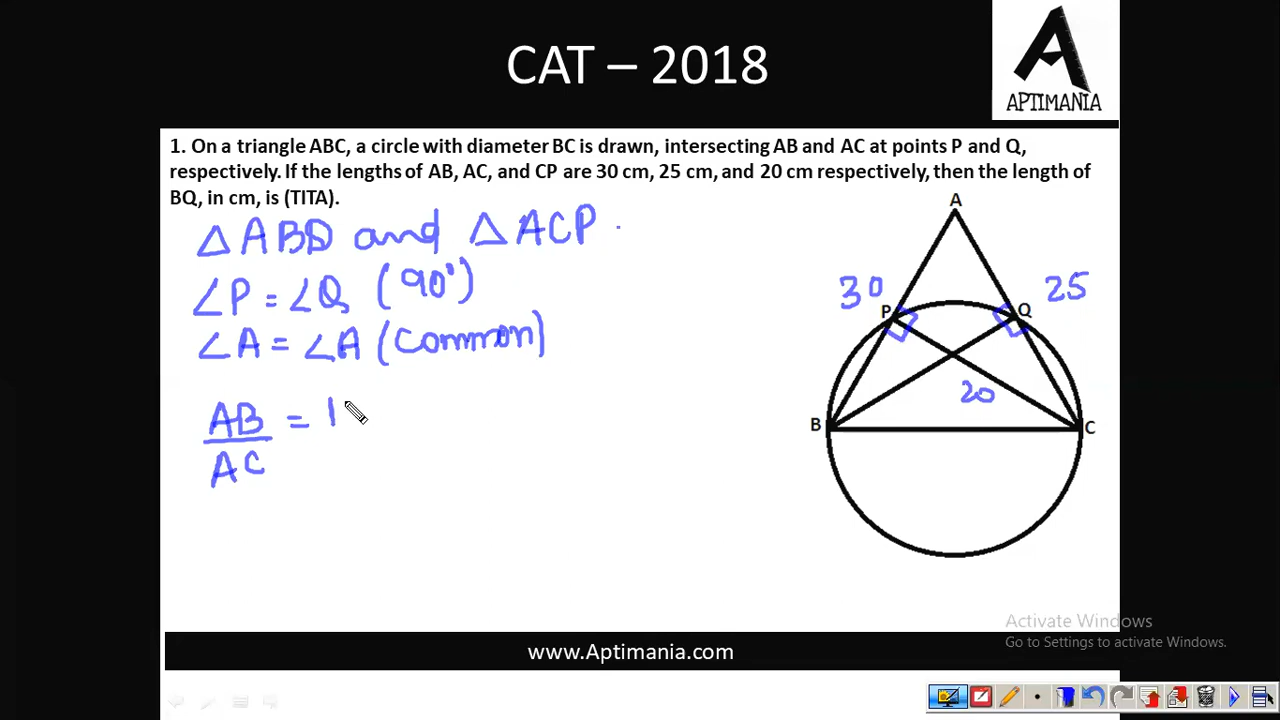 CAT – 2018
APTIMANIA
1. On a triangle ABC, a circle with diameter BC is drawn, intersecting AB and AC at points P and Q,
respectively. If the lengths of AB, AC, and CP are 30 cm, 25 cm, and 20 cm respectively, then the length of
BQ, in cm, is (TITA).
△ABD and △ACP
∠P = ∠Q (90°)
∠A = ∠A (common)
AB
AC
=
A
30
25
P
Q
20
B
C
Activate Windows
Go to Settings to activate Windows.
www.Aptimania.com